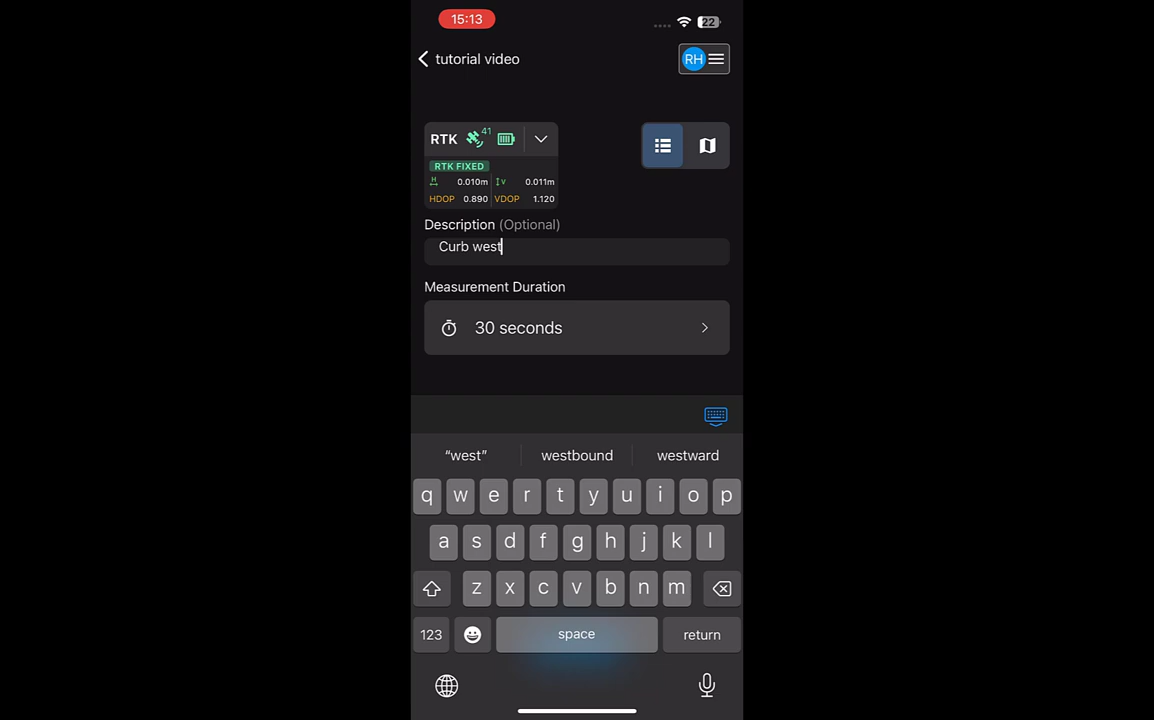 15:13
22
tutorial video
RH
RTK 41
RTK FIXED
H 0.010m V 0.011m
HDOP 0.890 VDOP 1.120
Description (Optional)
Curb west
Measurement Duration
30 seconds
“west” westbound westward
q w e r t y u i o p
a s d f g h j k l
z x c v b n m
123 space return